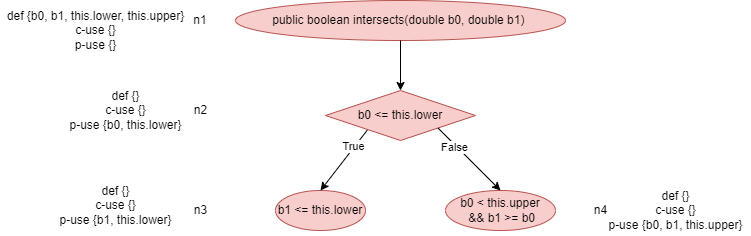 def {b0, b1, this.lower, this.upper}
c-use {}
p-use {}
n1
public boolean intersects(double b0, double b1)
def {}
c-use {}
p-use {b0, this.lower}
n2
b0 <= this.lower
True
False
def {}
c-use {}
p-use {b1, this.lower}
n3
b1 <= this.lower
b0 < this.upper
&& b1 >= b0
n4
def {}
c-use {}
p-use {b0, b1, this.upper}